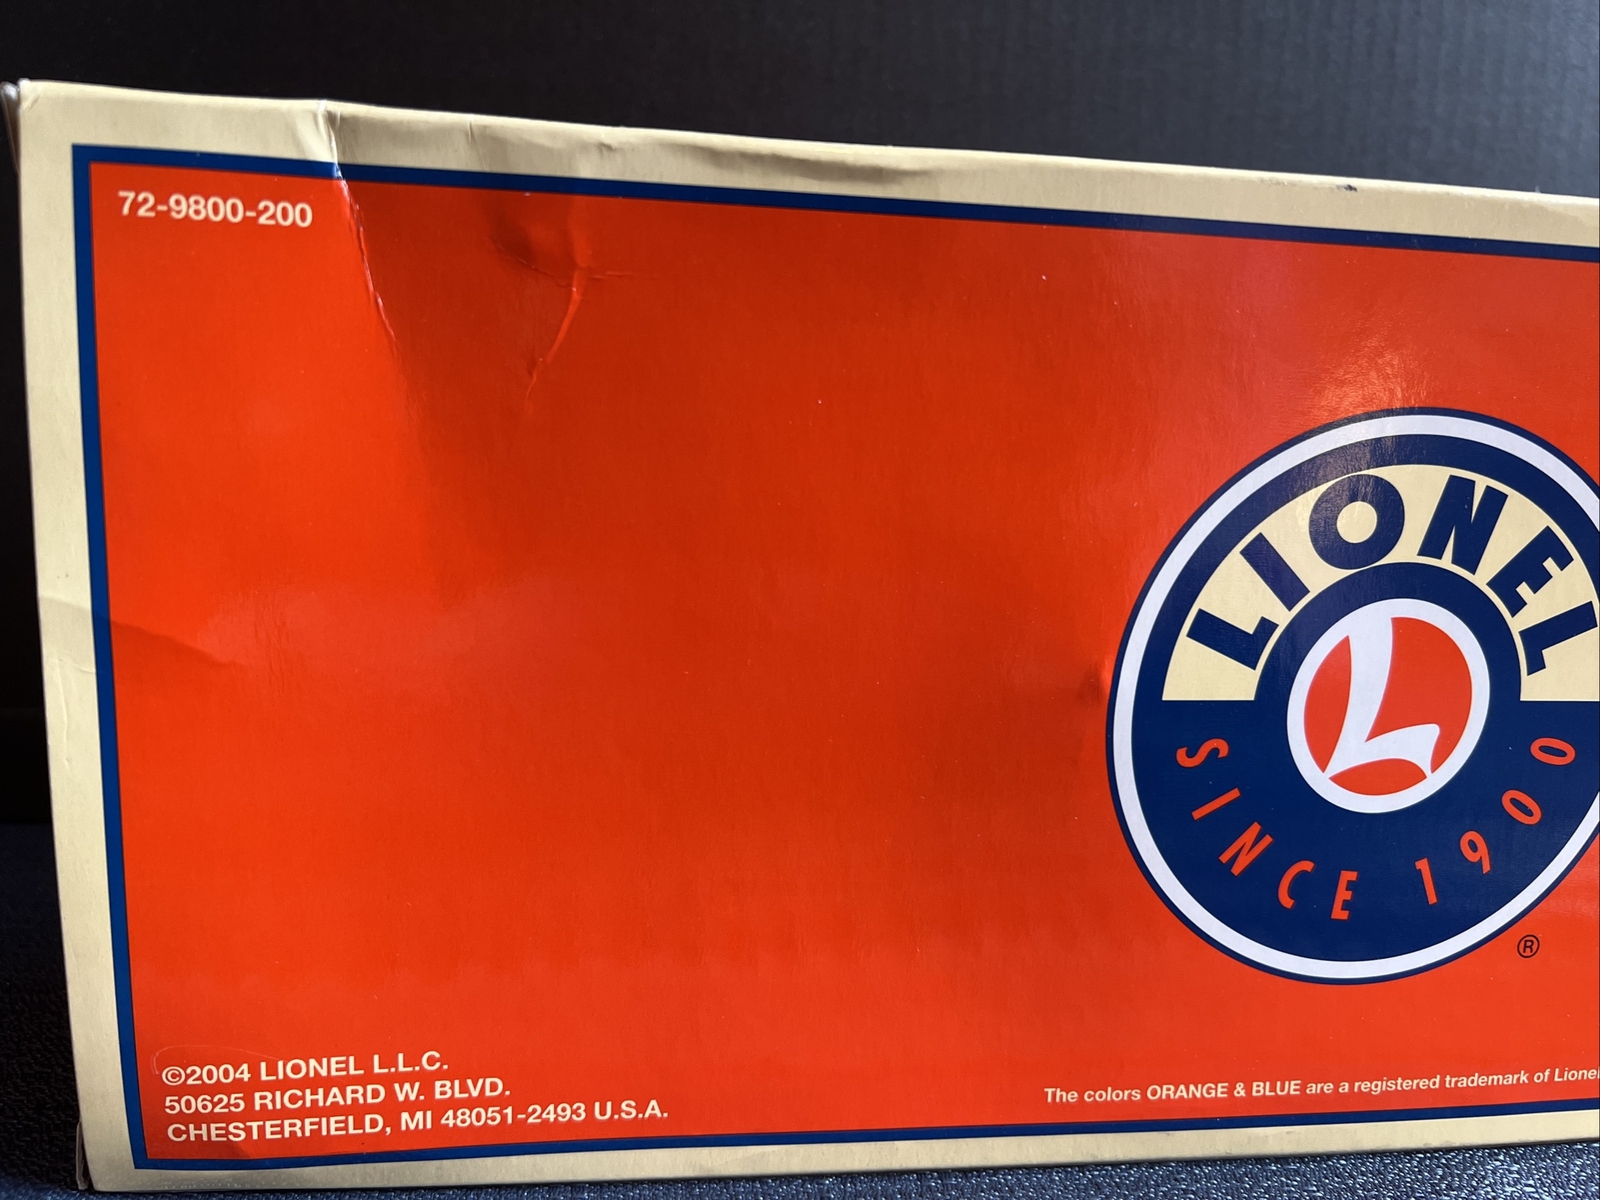 72-9800-200
LIONEL
L
SINCE 1900
®
©2004 LIONEL L.L.C.
50625 RICHARD W. BLVD.
CHESTERFIELD, MI 48051-2493 U.S.A.
The colors ORANGE & BLUE are a registered trademark of Lionel